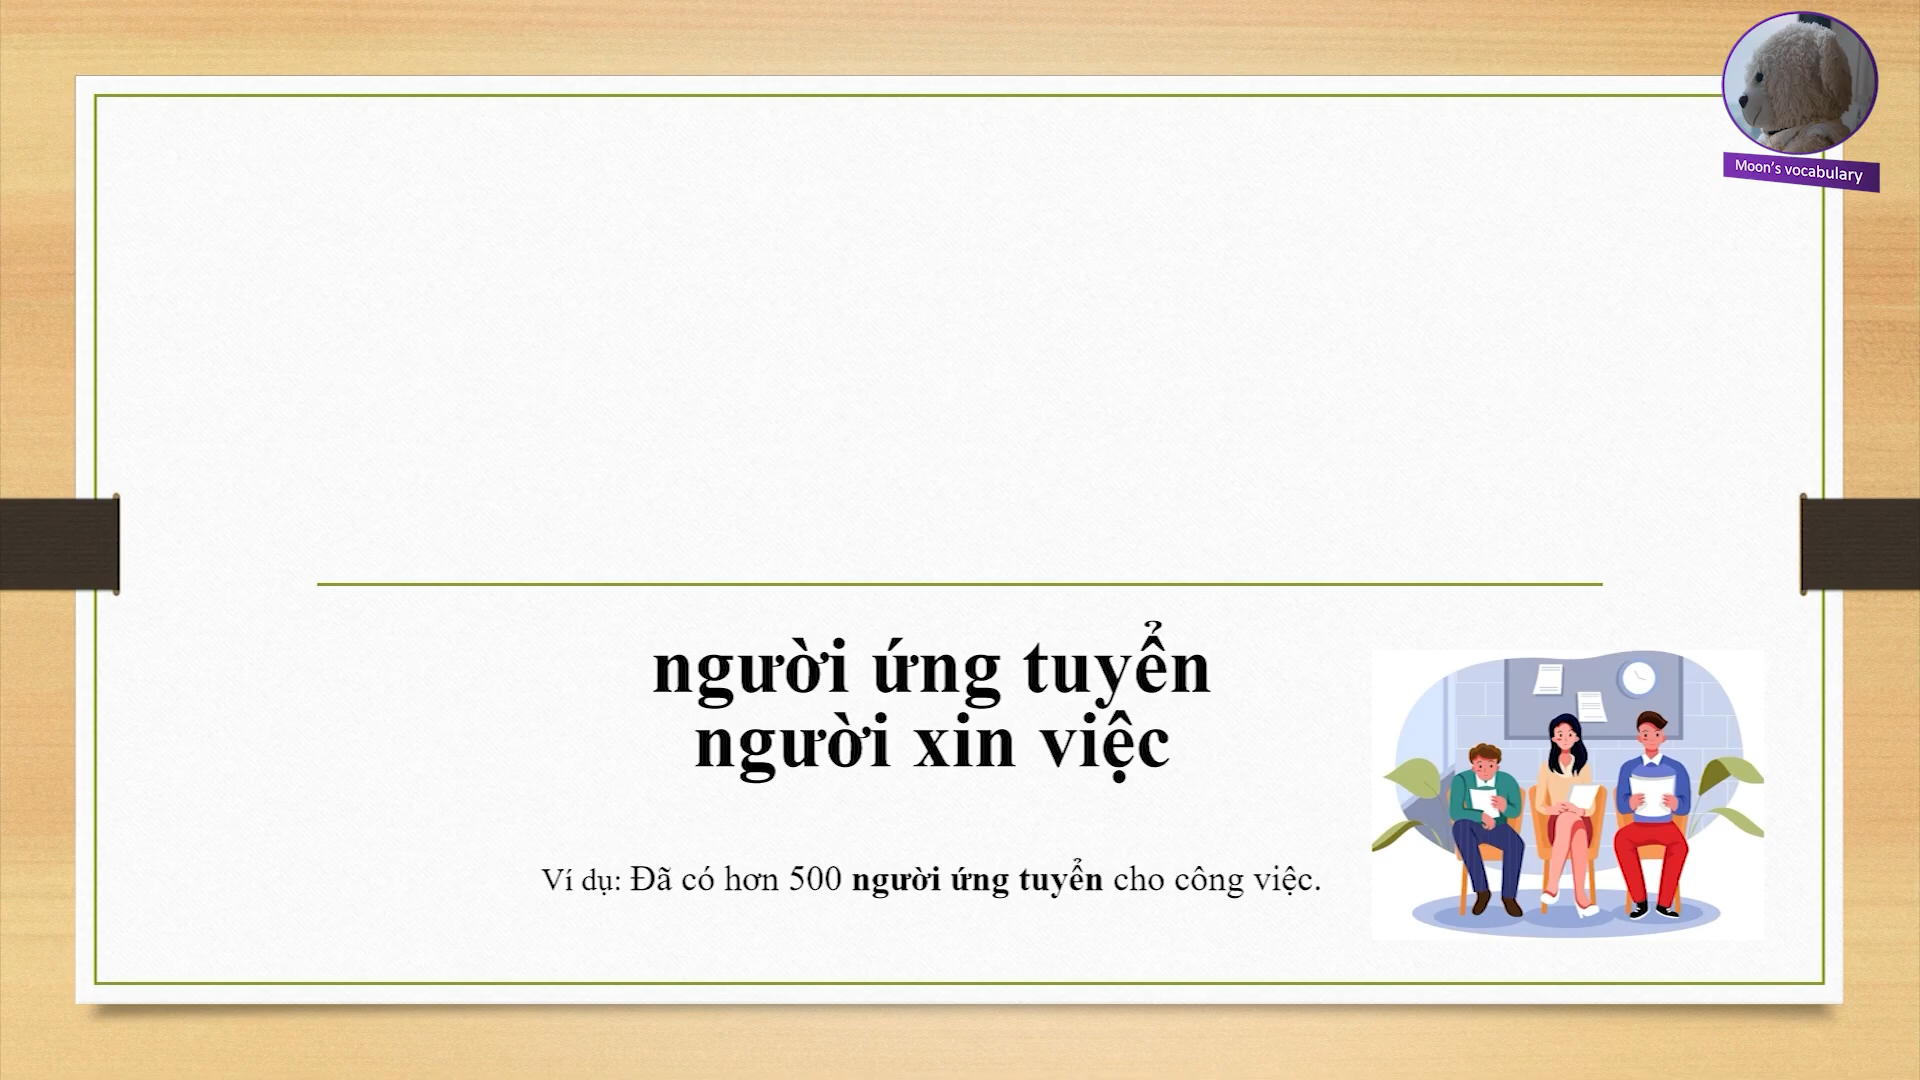 Moon's vocabulary
người ứng tuyển
người xin việc
Ví dụ: Đã có hơn 500 người ứng tuyển cho công việc.